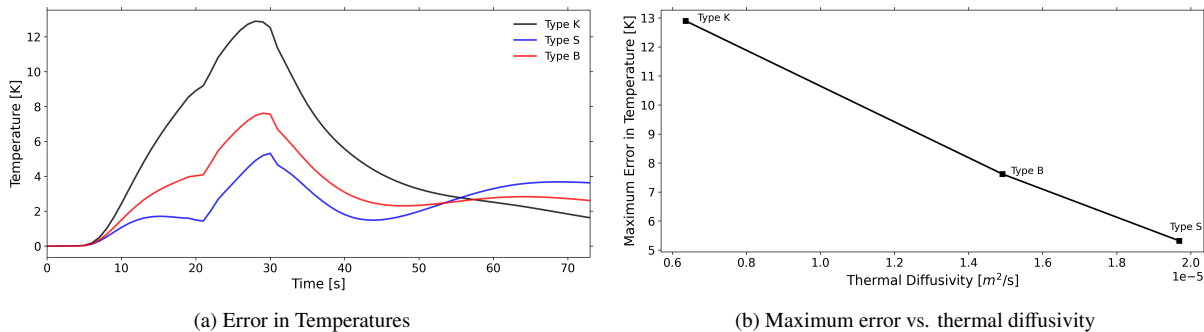 Type K
Type S
Type B
12
10
8
6
4
2
0
Temperature [K]
0
10
20
30
40
50
60
70
Time [s]
(a) Error in Temperatures
13
12
11
10
9
8
7
6
5
Maximum Error in Temperature [K]
Type K
Type B
Type S
0.6
0.8
1.0
1.2
1.4
1.6
1.8
2.0
1e−5
Thermal Diffusivity [m²/s]
(b) Maximum error vs. thermal diffusivity